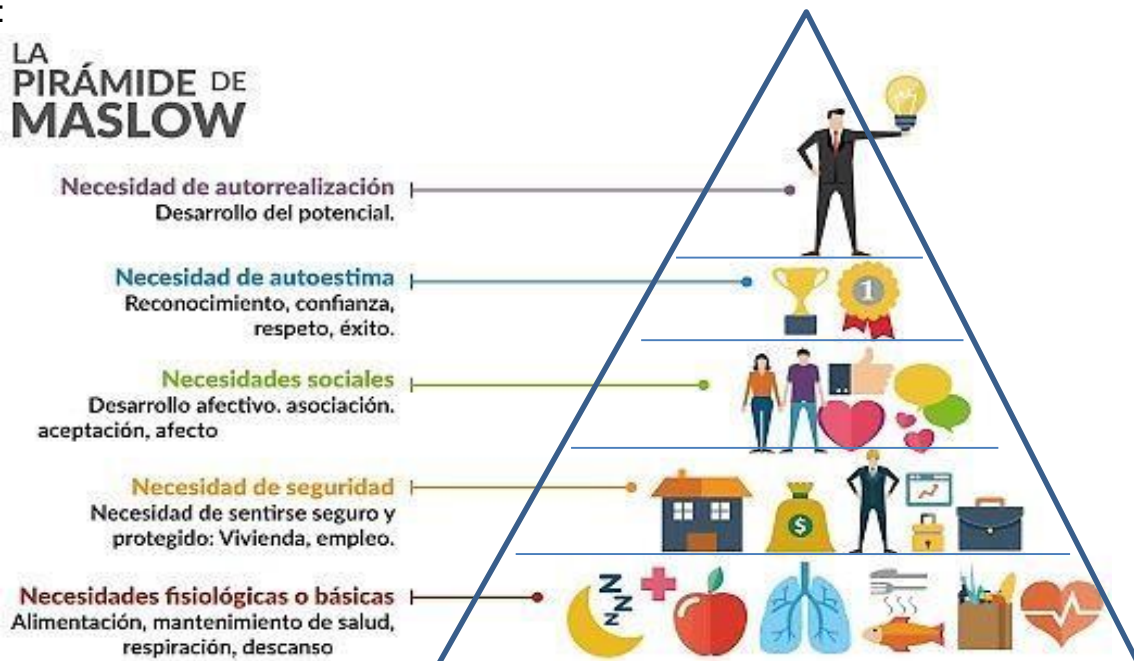 :
LA
PIRÁMIDE DE
MASLOW
Necesidad de autorrealización
Desarrollo del potencial.
Necesidad de autoestima
Reconocimiento, confianza,
respeto, éxito.
1
Necesidades sociales
Desarrollo afectivo. asociación.
aceptación, afecto
Necesidad de seguridad
Necesidad de sentirse seguro y
protegido: Vivienda, empleo.
$
Necesidades fisiológicas o básicas
Alimentación, mantenimiento de salud,
respiración, descanso
Z
Z
N
Z